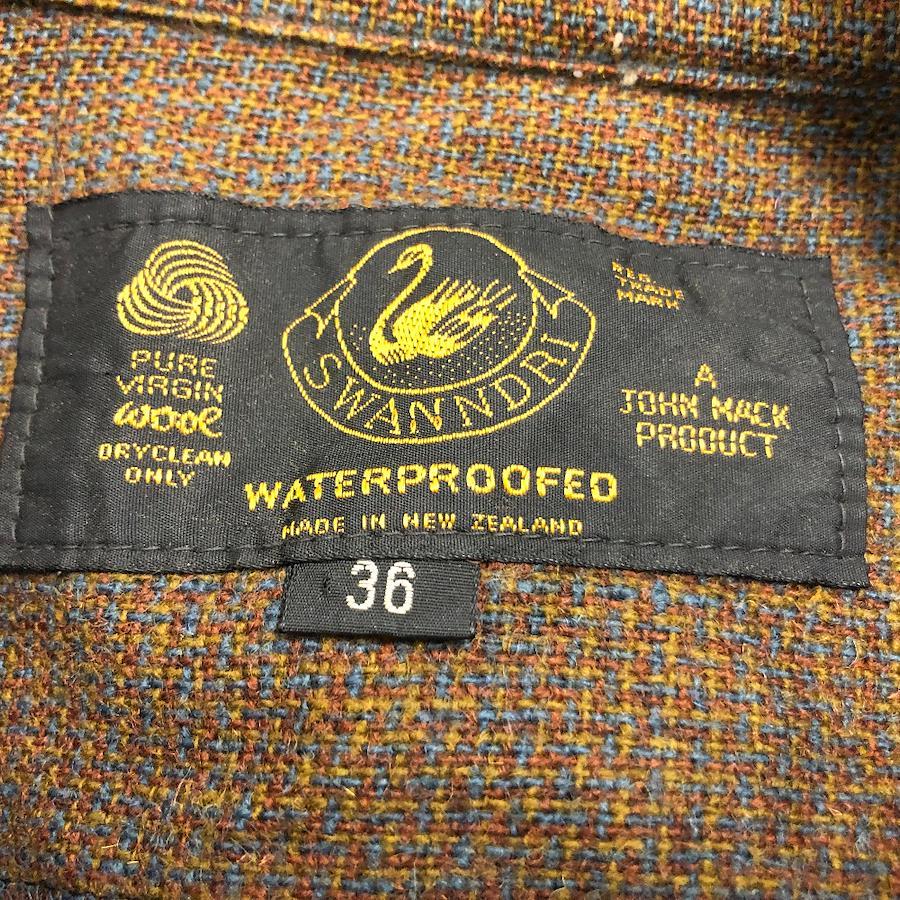 PURE
VIRGIN
wool
DRYCLEAN
ONLY
SWANNDRI
REG.
TRADE
MARK
A
JOHN MACK
PRODUCT
WATERPROOFED
MADE IN NEW ZEALAND
36